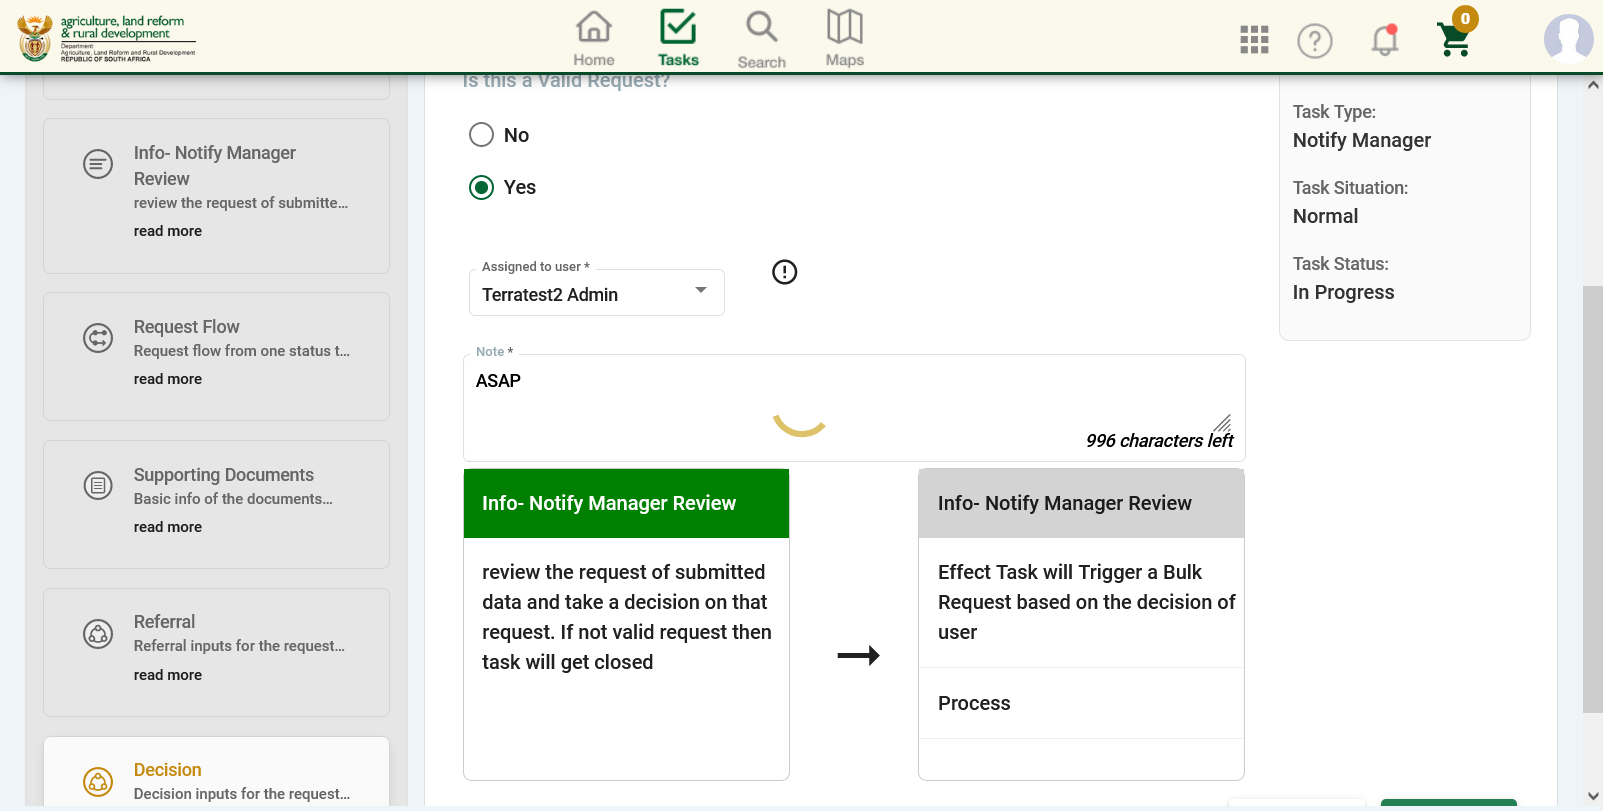 agriculture, land reform
& rural development
Department:
Agriculture, Land Reform and Rural Development
REPUBLIC OF SOUTH AFRICA
Home
Tasks
Search
Maps
0
Info- Notify Manager
Review
review the request of submitte...
read more
Request Flow
Request flow from one status t...
read more
Supporting Documents
Basic info of the documents...
read more
Referral
Referral inputs for the request...
read more
Decision
Decision inputs for the request...
Is this a Valid Request?
No
Yes
Assigned to user *
Terratest2 Admin
Note *
ASAP
996 characters left
Info- Notify Manager Review
review the request of submitted
data and take a decision on that
request. If not valid request then
task will get closed
Info- Notify Manager Review
Effect Task will Trigger a Bulk
Request based on the decision of
user
Process
Task Type:
Notify Manager
Task Situation:
Normal
Task Status:
In Progress